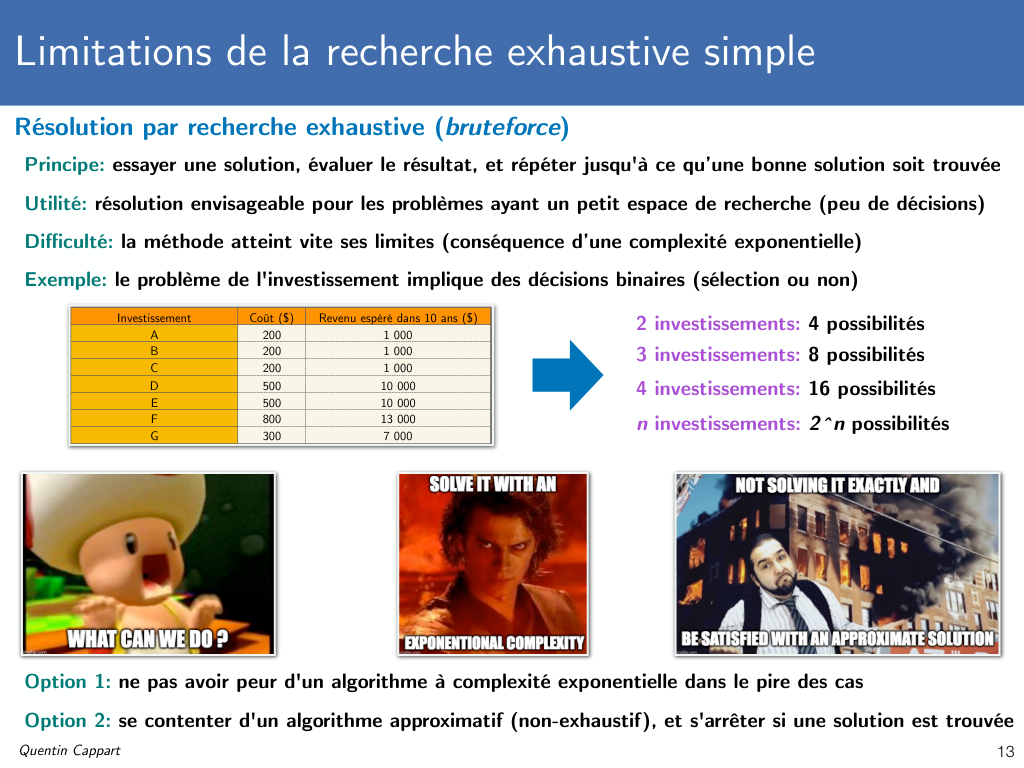 Limitations de la recherche exhaustive simple
Résolution par recherche exhaustive (bruteforce)
Principe: essayer une solution, évaluer le résultat, et répéter jusqu'à ce qu’une bonne solution soit trouvée
Utilité: résolution envisageable pour les problèmes ayant un petit espace de recherche (peu de décisions)
Difficulté: la méthode atteint vite ses limites (conséquence d’une complexité exponentielle)
Exemple: le problème de l'investissement implique des décisions binaires (sélection ou non)
Investissement Coût ($) Revenu espéré dans 10 ans ($)
A 200 1 000
B 200 1 000
C 200 1 000
D 500 10 000
E 500 10 000
F 800 13 000
G 300 7 000
2 investissements: 4 possibilités
3 investissements: 8 possibilités
4 investissements: 16 possibilités
n investissements: 2^n possibilités
WHAT CAN WE DO ?
SOLVE IT WITH AN
EXPONENTIAL COMPLEXITY
NOT SOLVING IT EXACTLY AND
BE SATISFIED WITH AN APPROXIMATE SOLUTION
Option 1: ne pas avoir peur d'un algorithme à complexité exponentielle dans le pire des cas
Option 2: se contenter d'un algorithme approximatif (non-exhaustif), et s'arrêter si une solution est trouvée
Quentin Cappart
13